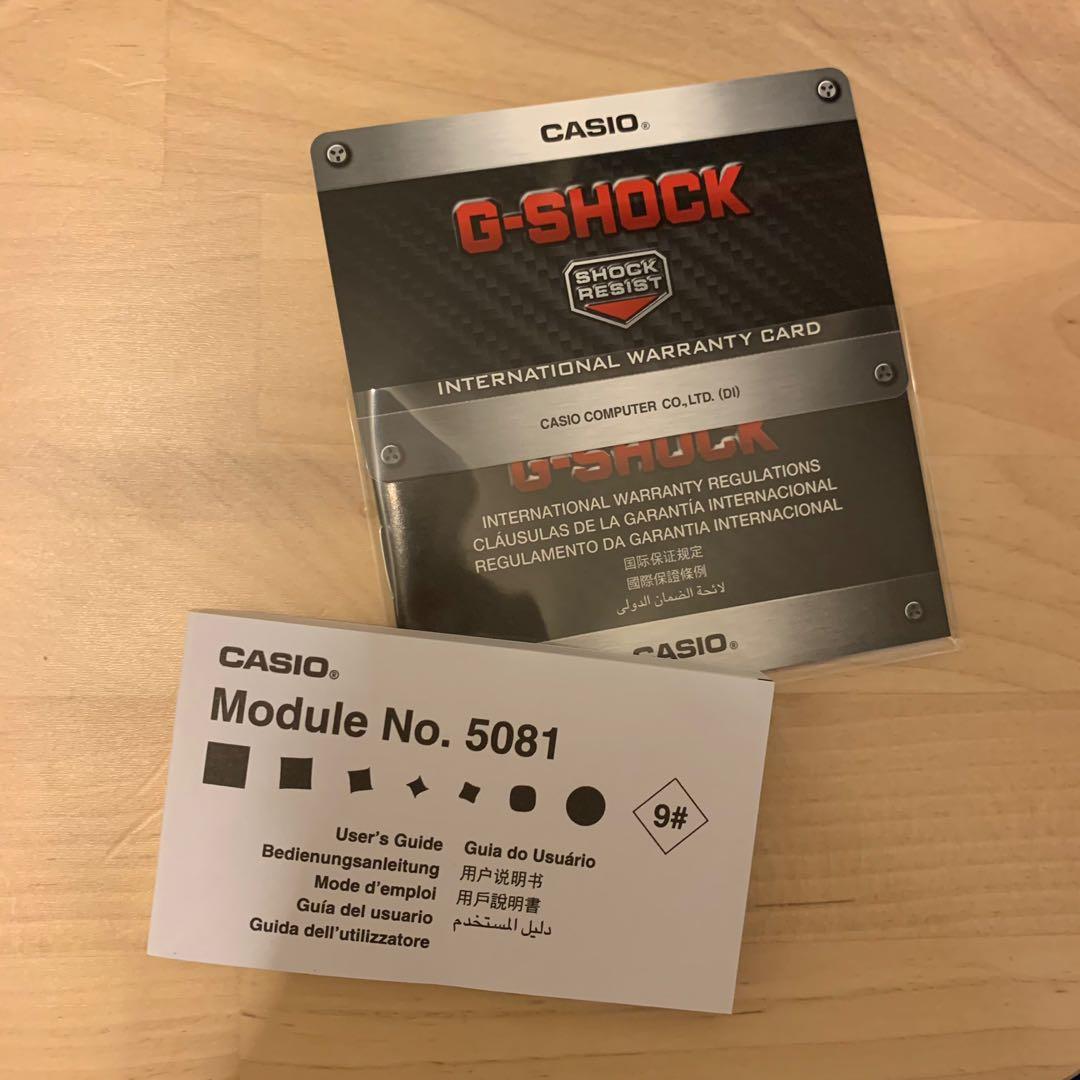 CASIO®
G-SHOCK
SHOCK
RESIST
INTERNATIONAL WARRANTY CARD
CASIO COMPUTER CO.,LTD. (DI)
G-SHOCK
INTERNATIONAL WARRANTY REGULATIONS
CLÁUSULAS DE LA GARANTÍA INTERNACIONAL
REGULAMENTO DA GARANTIA INTERNACIONAL
国际保证规定
國際保證條例
لائحة الضمان الدولى
CASIO®
CASIO®
Module No. 5081
9#
User's Guide
Bedienungsanleitung
Mode d'emploi
Guía del usuario
Guida dell'utilizzatore
Guia do Usuário
用户说明书
用戶說明書
دليل المستخدم